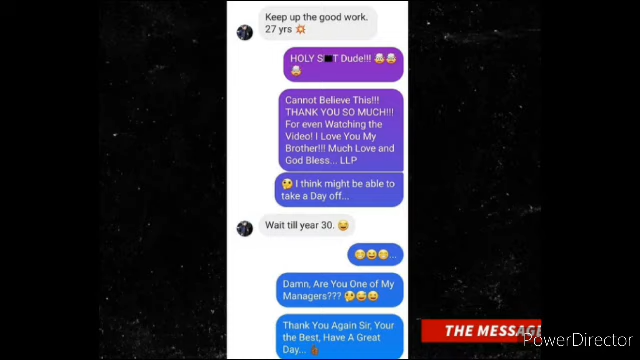 Keep up the good work.
27 yrs 💥
HOLY S■T Dude!!! 🤯🤯
🤯
Cannot Believe This!!!
THANK YOU SO MUCH!!!
For even Watching the
Video! I Love You My
Brother!!! Much Love and
God Bless... LLP
🤔 I think might be able to
take a Day off...
Wait till year 30. 😂
🤭😆🤭...
Damn, Are You One of My
Managers??? 🤔😅😆
Thank You Again Sir, Your
the Best, Have A Great
Day...
THE MESSAGE
PowerDirector